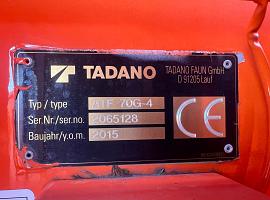 TADANO
TADANO FAUN GmbH
D 91205 Lauf
Typ / type ATF 70G-4
Ser.Nr./ser.no. 2065128
Baujahr/y.o.m. 2015
CE